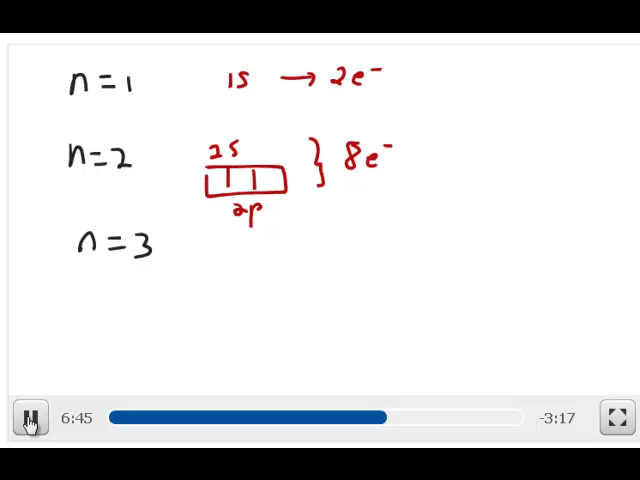 n=1 1s → 2e⁻
n=2 2s } 8e⁻
2p
n=3
6:45 -3:17